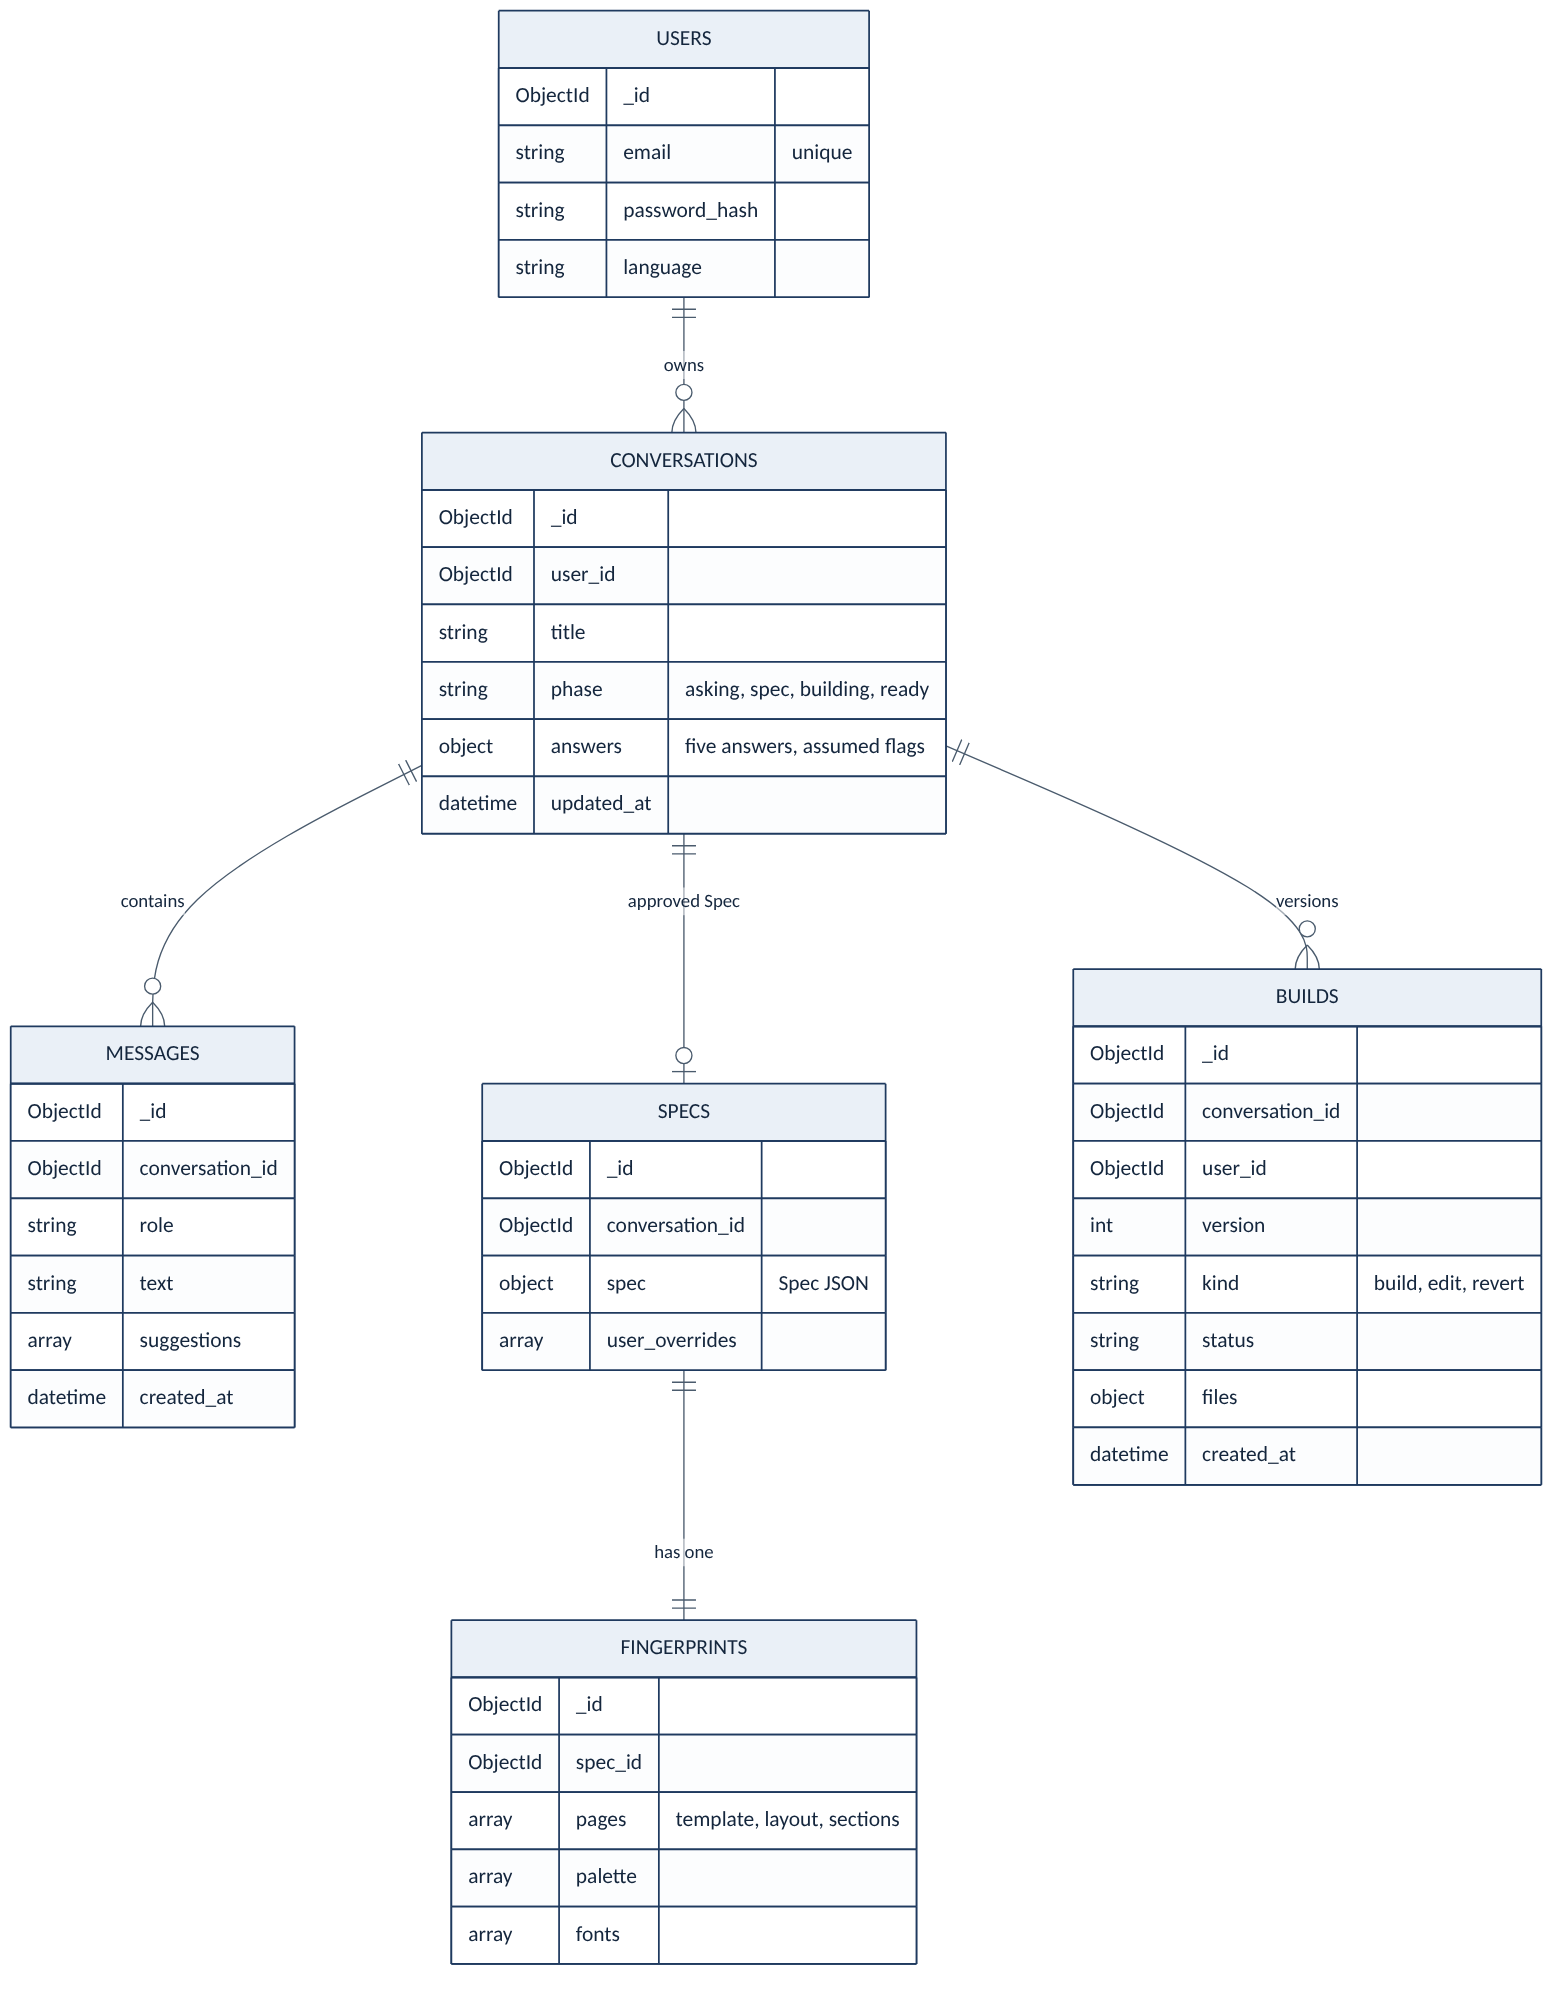 USERS
ObjectId _id
string email unique
string password_hash
string language
owns
CONVERSATIONS
ObjectId _id
ObjectId user_id
string title
string phase asking, spec, building, ready
object answers five answers, assumed flags
datetime updated_at
contains
approved Spec
versions
MESSAGES
ObjectId _id
ObjectId conversation_id
string role
string text
array suggestions
datetime created_at
SPECS
ObjectId _id
ObjectId conversation_id
object spec Spec JSON
array user_overrides
BUILDS
ObjectId _id
ObjectId conversation_id
ObjectId user_id
int version
string kind build, edit, revert
string status
object files
datetime created_at
has one
FINGERPRINTS
ObjectId _id
ObjectId spec_id
array pages template, layout, sections
array palette
array fonts